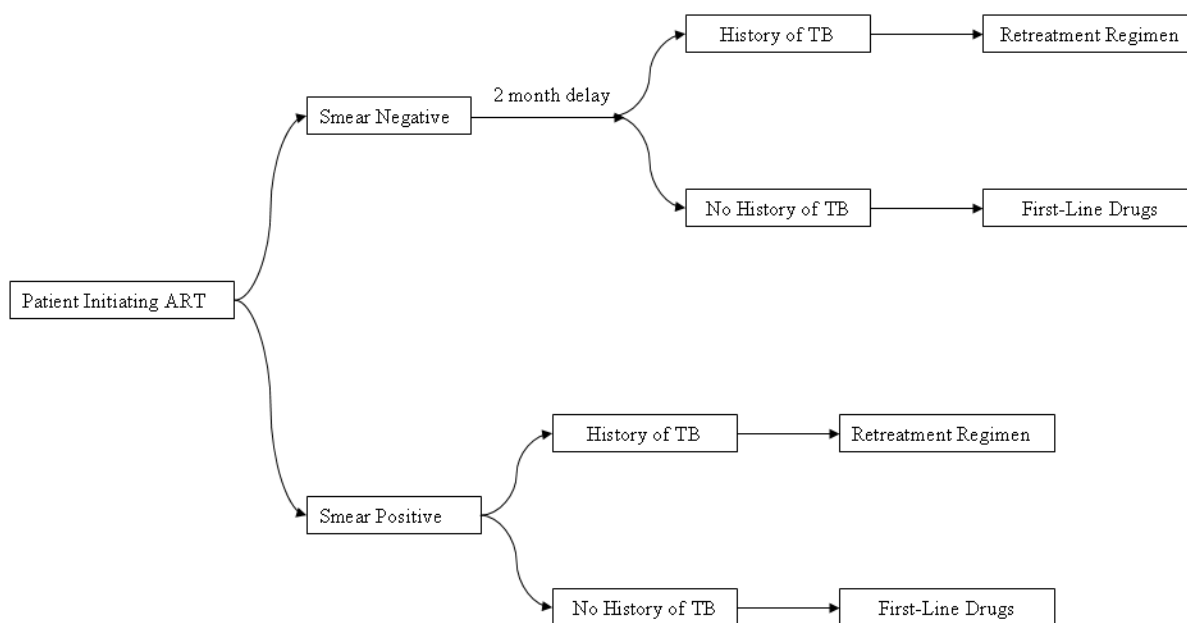 History of TB
Retreatment Regimen
2 month delay
Smear Negative
No History of TB
First-Line Drugs
Patient Initiating ART
History of TB
Retreatment Regimen
Smear Positive
No History of TB
First-Line Drugs